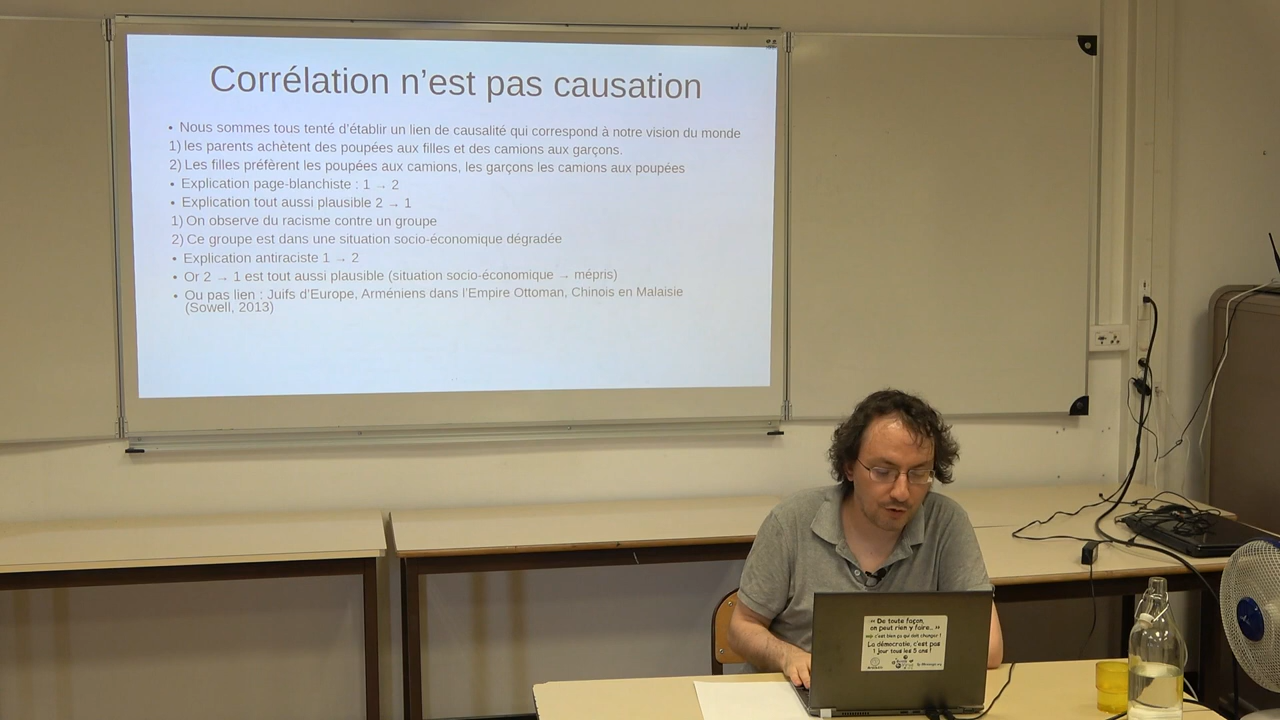 Corrélation n'est pas causation
• Nous sommes tous tenté d'établir un lien de causalité qui correspond à notre vision du monde
1) les parents achètent des poupées aux filles et des camions aux garçons.
2) Les filles préfèrent les poupées aux camions, les garçons les camions aux poupées
• Explication page-blanchiste : 1 → 2
• Explication tout aussi plausible 2 → 1
1) On observe du racisme contre un groupe
2) Ce groupe est dans une situation socio-économique dégradée
• Explication antiraciste 1 → 2
• Or 2 → 1 est tout aussi plausible (situation socio-économique → mépris)
• Ou pas lien : Juifs d'Europe, Arméniens dans l'Empire Ottoman, Chinois en Malaisie
(Sowell, 2013)
« De toute façon,
on peut rien y faire... »
La démocratie, c'est pas
1 jour tous les 5 ans !